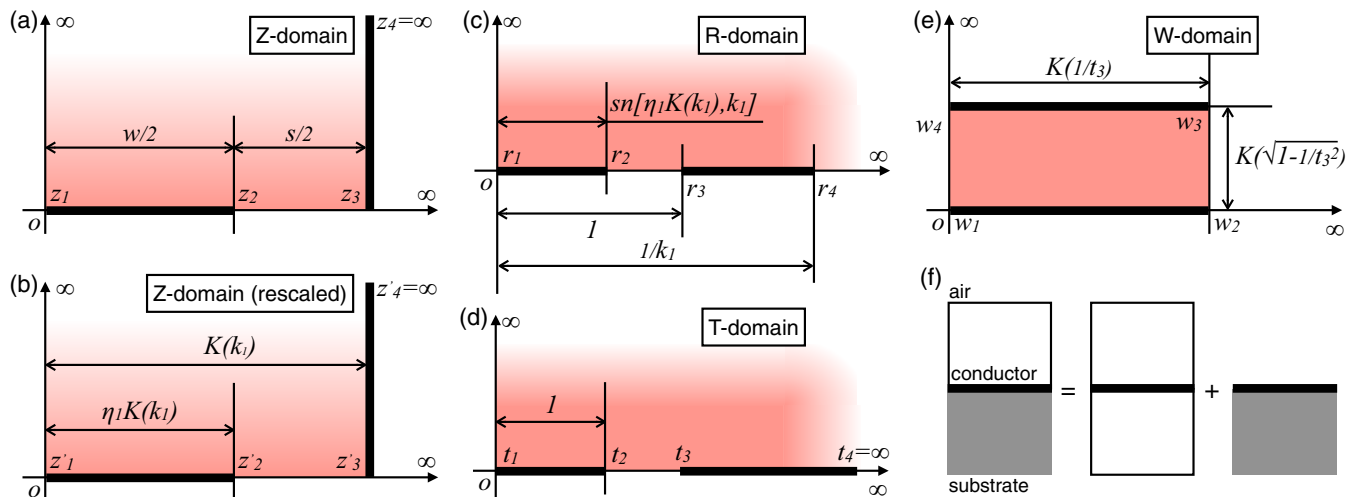 (a)
∞
Z-domain
z₄=∞
w/2
s/2
z₁
z₂
z₃
∞
o
(b)
∞
Z-domain (rescaled)
z'₄=∞
K(k₁)
η₁K(k₁)
z'₁
z'₂
z'₃
∞
o
(c)
∞
R-domain
sn[η₁K(k₁),k₁]
r₁
r₂
∞
o
r₃
r₄
1
1/k₁
(d)
∞
T-domain
1
t₁
t₂
t₃
t₄=∞
o
∞
(e)
∞
W-domain
K(1/t₃)
w₄
w₃
K(√1-1/t₃²)
o
w₁
w₂
∞
(f)
air
conductor
=
+
substrate